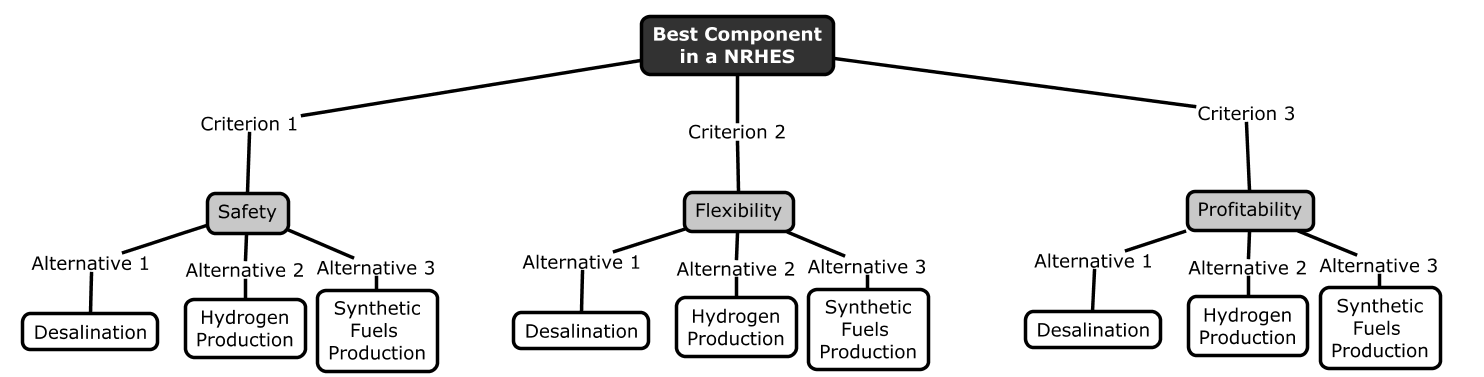 Best Component
in a NRHES
Criterion 1
Criterion 2
Criterion 3
Safety
Flexibility
Profitability
Alternative 1
Alternative 2
Alternative 3
Desalination
Hydrogen
Production
Synthetic
Fuels
Production
Alternative 1
Alternative 2
Alternative 3
Desalination
Hydrogen
Production
Synthetic
Fuels
Production
Alternative 1
Alternative 2
Alternative 3
Desalination
Hydrogen
Production
Synthetic
Fuels
Production